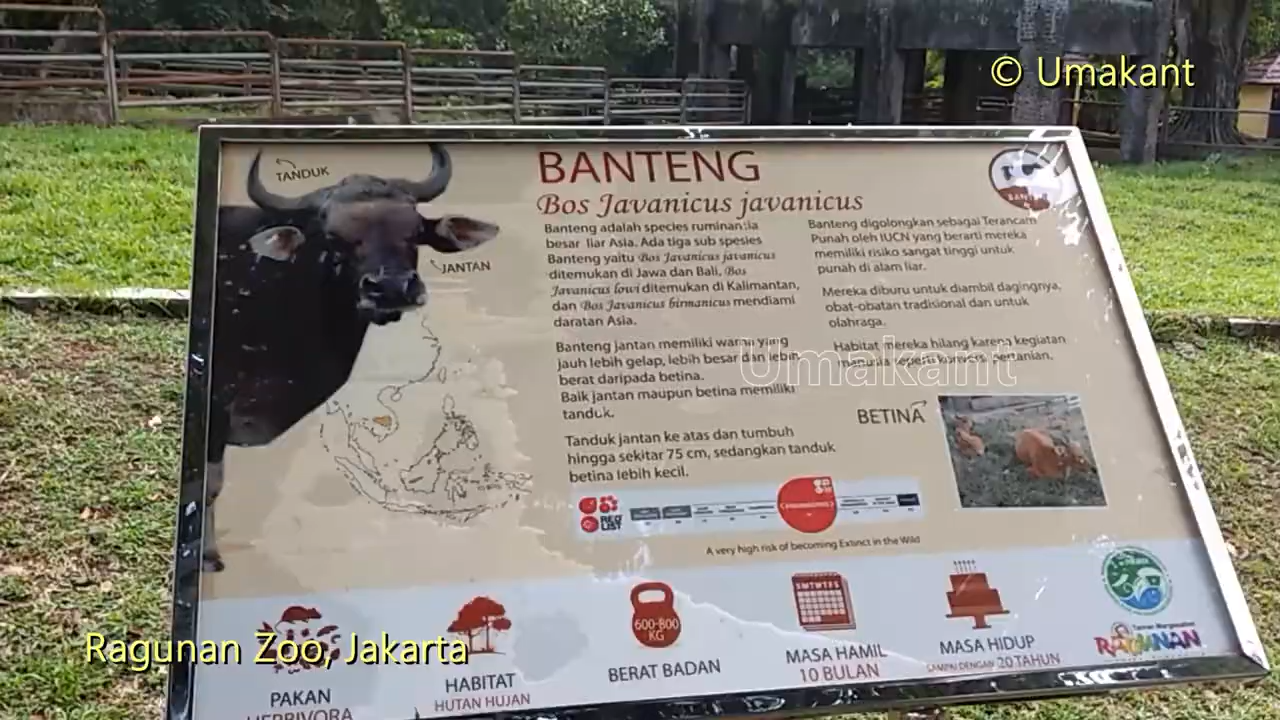 © Umakant
TANDUK
JANTAN
BANTENG
Bos Javanicus javanicus
Banteng adalah species ruminansia
besar liar Asia. Ada tiga sub spesies
Banteng yaitu Bos Javanicus javanicus
ditemukan di Jawa dan Bali, Bos
Javanicus lowi ditemukan di Kalimantan,
dan Bos Javanicus birmanicus mendiami
daratan Asia.
Banteng jantan memiliki warna yang
jauh lebih gelap, lebih besar dan lebih
berat daripada betina.
Baik jantan maupun betina memiliki
tanduk.
Tanduk jantan ke atas dan tumbuh
hingga sekitar 75 cm, sedangkan tanduk
betina lebih kecil.
Banteng digolongkan sebagai Terancam
Punah oleh IUCN yang berarti mereka
memiliki risiko sangat tinggi untuk
punah di alam liar.
Mereka diburu untuk diambil dagingnya,
obat-obatan tradisional dan untuk
olahraga.
Habitat mereka hilang karena kegiatan
manusia seperti konversi pertanian.
Umakant
BETINA
RED
LIST
ENDANGERED
A very high risk of becoming Extinct in the Wild
PAKAN
HERBIVORA
HABITAT
HUTAN HUJAN
600-800
KG
BERAT BADAN
SMTWTFS
MASA HAMIL
10 BULAN
MASA HIDUP
SAMPAI DENGAN 20 TAHUN
RAGUNAN
Ragunan Zoo, Jakarta